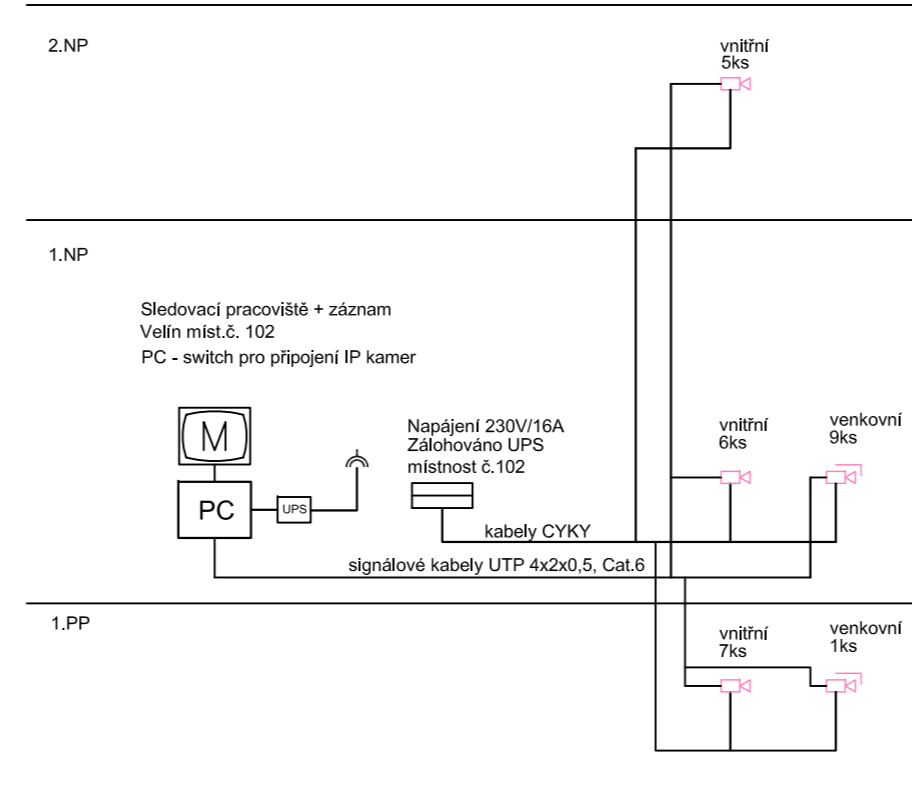 2.NP
vnitřní
5ks
1.NP
Sledovací pracoviště + záznam
Velín míst.č. 102
PC - switch pro připojení IP kamer
M
PC
UPS
Napájení 230V/16A
Zálohováno UPS
místnost č.102
vnitřní
6ks
venkovní
9ks
kabely CYKY
signálové kabely UTP 4x2x0,5, Cat.6
1.PP
vnitřní
7ks
venkovní
1ks